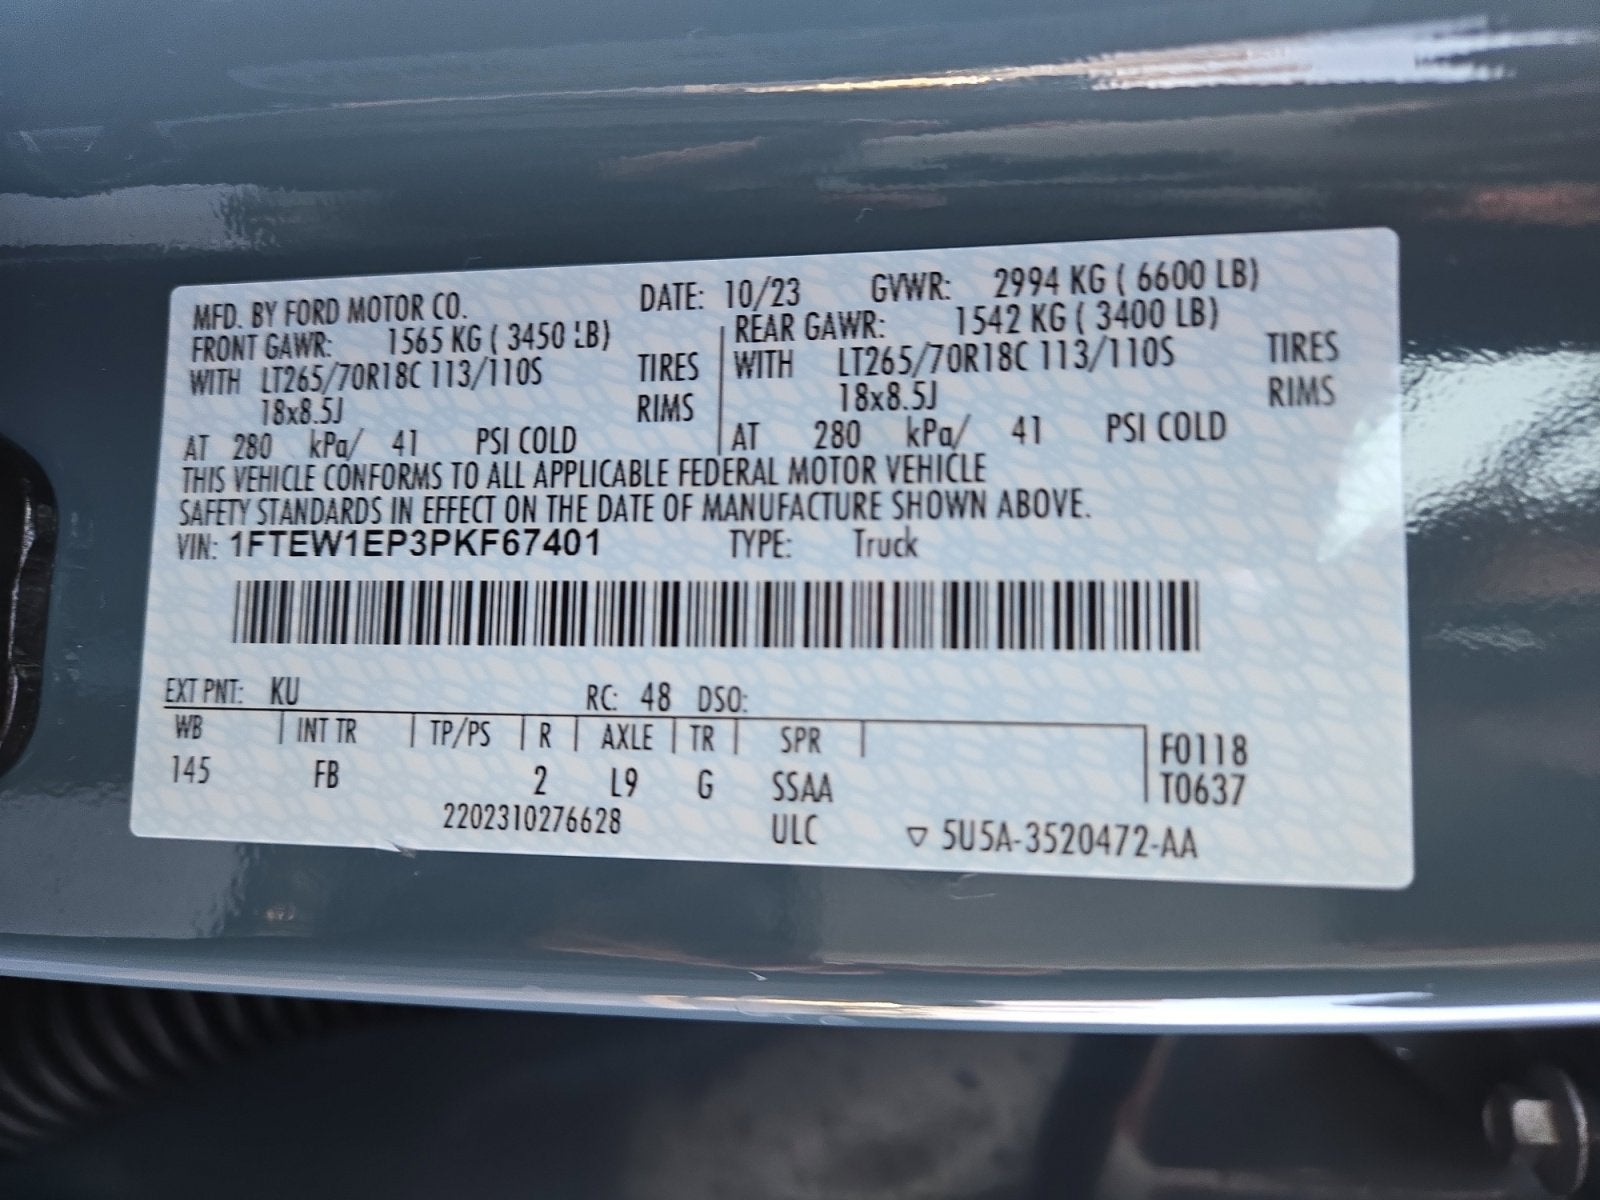 MFD. BY FORD MOTOR CO. DATE: 10/23 GVWR: 2994 KG ( 6600 LB)
FRONT GAWR: 1565 KG ( 3450 LB) REAR GAWR: 1542 KG ( 3400 LB)
WITH LT265/70R18C 113/110S TIRES WITH LT265/70R18C 113/110S TIRES
18x8.5J RIMS 18x8.5J RIMS
AT 280 kPa/ 41 PSI COLD AT 280 kPa/ 41 PSI COLD
THIS VEHICLE CONFORMS TO ALL APPLICABLE FEDERAL MOTOR VEHICLE
SAFETY STANDARDS IN EFFECT ON THE DATE OF MANUFACTURE SHOWN ABOVE.
VIN: 1FTEW1EP3PKF67401 TYPE: Truck
EXT PNT: KU RC: 48 DSO:
WB INT TR TP/PS R AXLE TR SPR F0118
145 FB 2 L9 G SSAA T0637
2202310276628 ULC ▽ 5U5A-3520472-AA